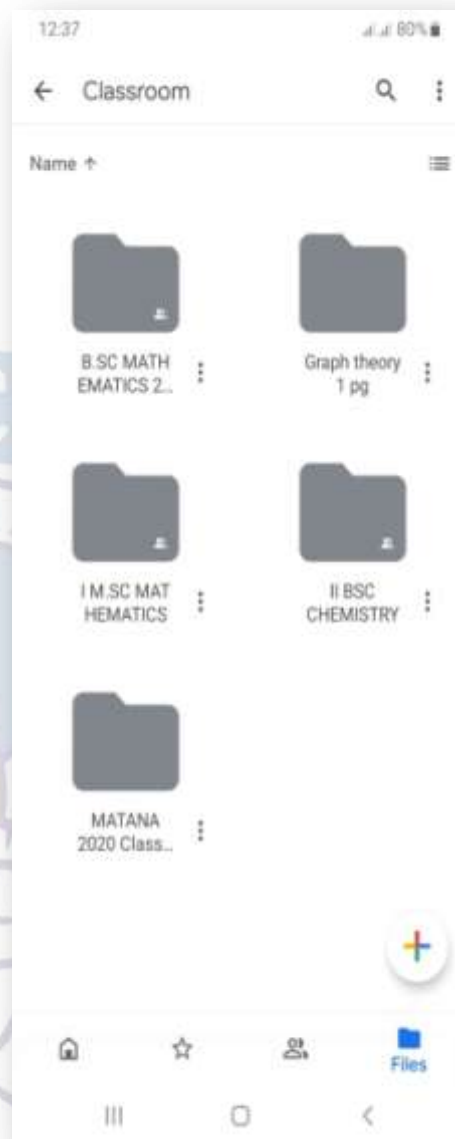 12:37 80%
Classroom
Name ↑
B.SC MATH
EMATICS 2...
Graph theory
1 pg
I M.SC MAT
HEMATICS
II BSC
CHEMISTRY
MATANA
2020 Class...
Files